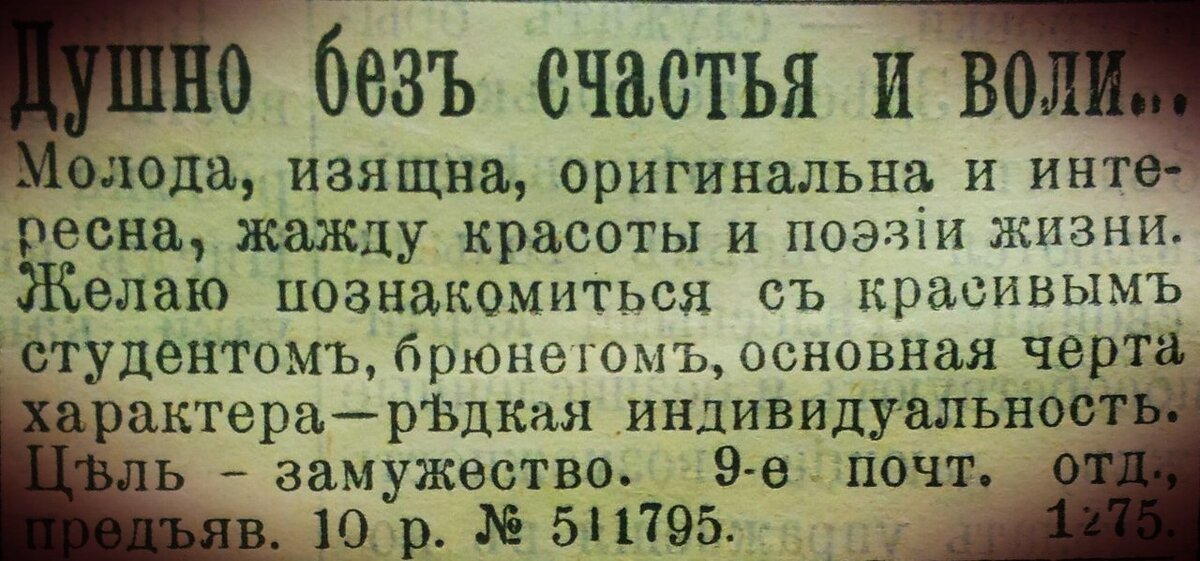 Душно безъ счастья и воли...
Молода, изящна, оригинальна и инте-
ресна, жажду красоты и поэзіи жизни.
Желаю познакомиться съ красивымъ
студентомъ, брюнетомъ, основная черта
характера—рѣдкая индивидуальность.
Цѣль - замужество. 9-е почт. отд.,
предъяв. 10 р. № 511795. 1275.